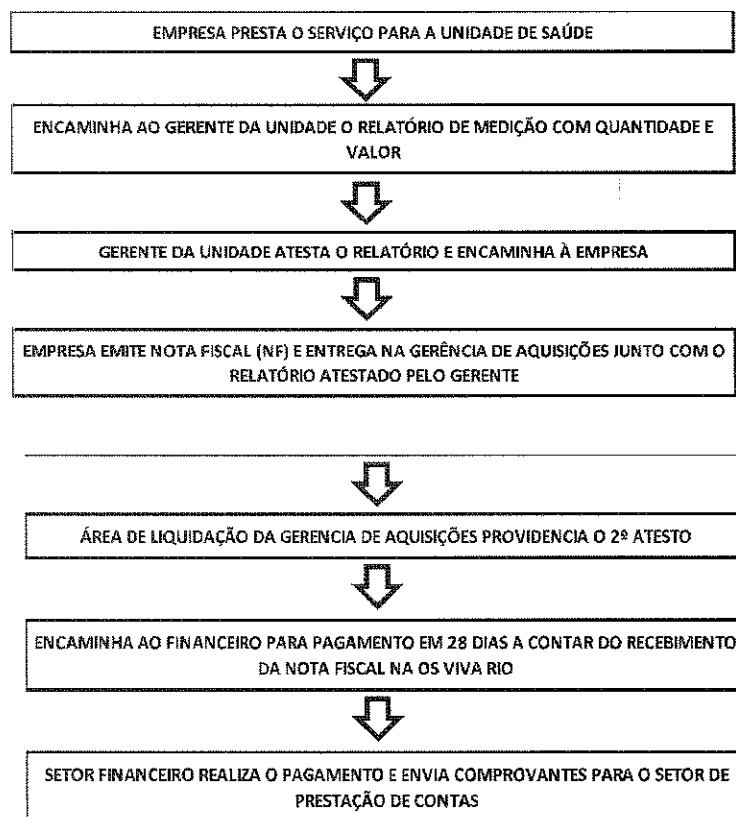 EMPRESA PRESTA O SERVIÇO PARA A UNIDADE DE SAÚDE
ENCAMINHA AO GERENTE DA UNIDADE O RELATÓRIO DE MEDIÇÃO COM QUANTIDADE E
VALOR
GERENTE DA UNIDADE ATESTA O RELATÓRIO E ENCAMINHA À EMPRESA
EMPRESA EMITE NOTA FISCAL (NF) E ENTREGA NA GERÊNCIA DE AQUISIÇÕES JUNTO COM O
RELATÓRIO ATESTADO PELO GERENTE
ÁREA DE LIQUIDAÇÃO DA GERENCIA DE AQUISIÇÕES PROVIDENCIA O 2º ATESTO
ENCAMINHA AO FINANCEIRO PARA PAGAMENTO EM 28 DIAS A CONTAR DO RECEBIMENTO
DA NOTA FISCAL NA OS VIVA RIO
SETOR FINANCEIRO REALIZA O PAGAMENTO E ENVIA COMPROVANTES PARA O SETOR DE
PRESTAÇÃO DE CONTAS